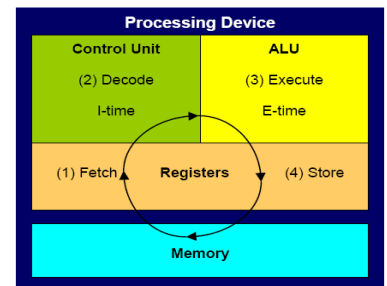 Processing Device
Control Unit
ALU
(2) Decode
(3) Execute
I-time
E-time
(1) Fetch
Registers
(4) Store
Memory